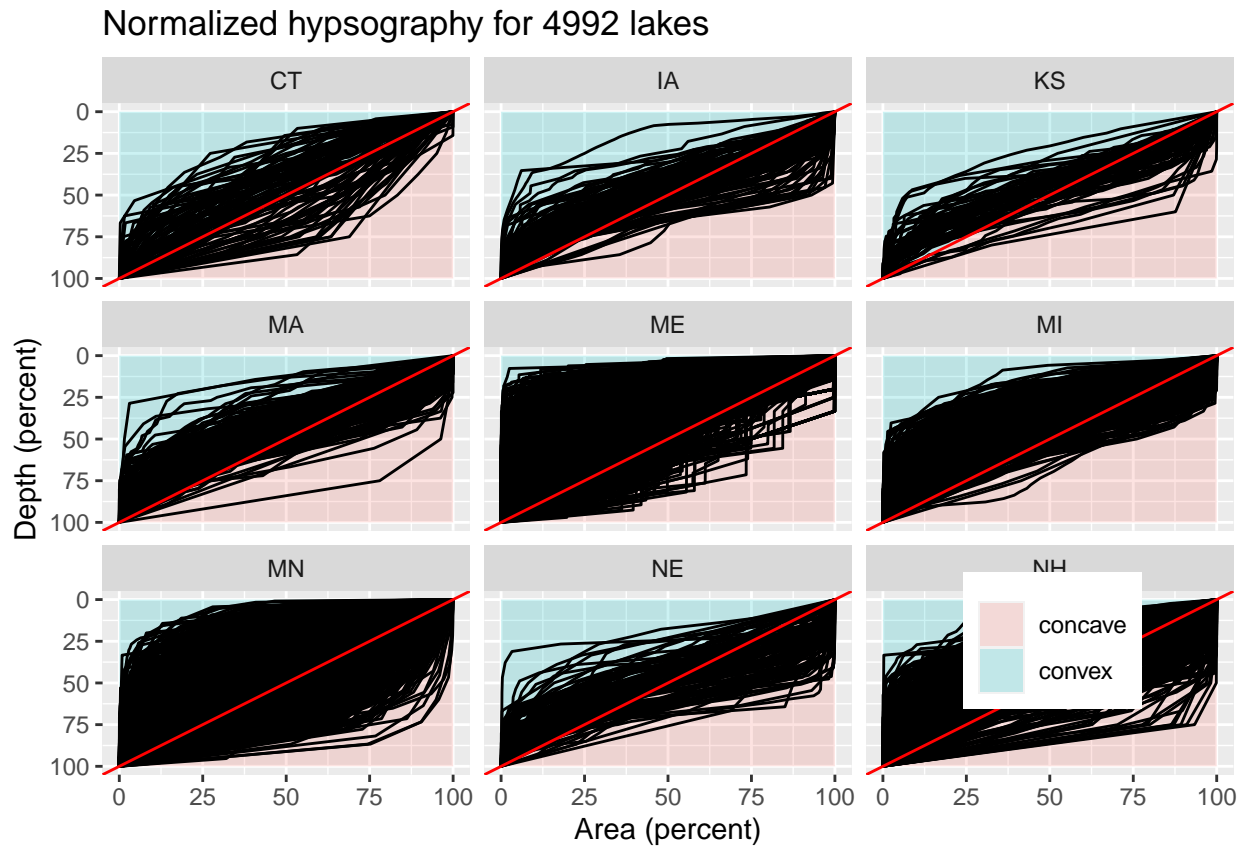 Normalized hypsography for 4992 lakes
CT IA KS
0
25
50
75
100
MA ME MI
0
25
50
75
100
Depth (percent)
MN NE NH
0
25
50
75
100
concave
convex
0 25 50 75 100 0 25 50 75 100 0 25 50 75 100
Area (percent)